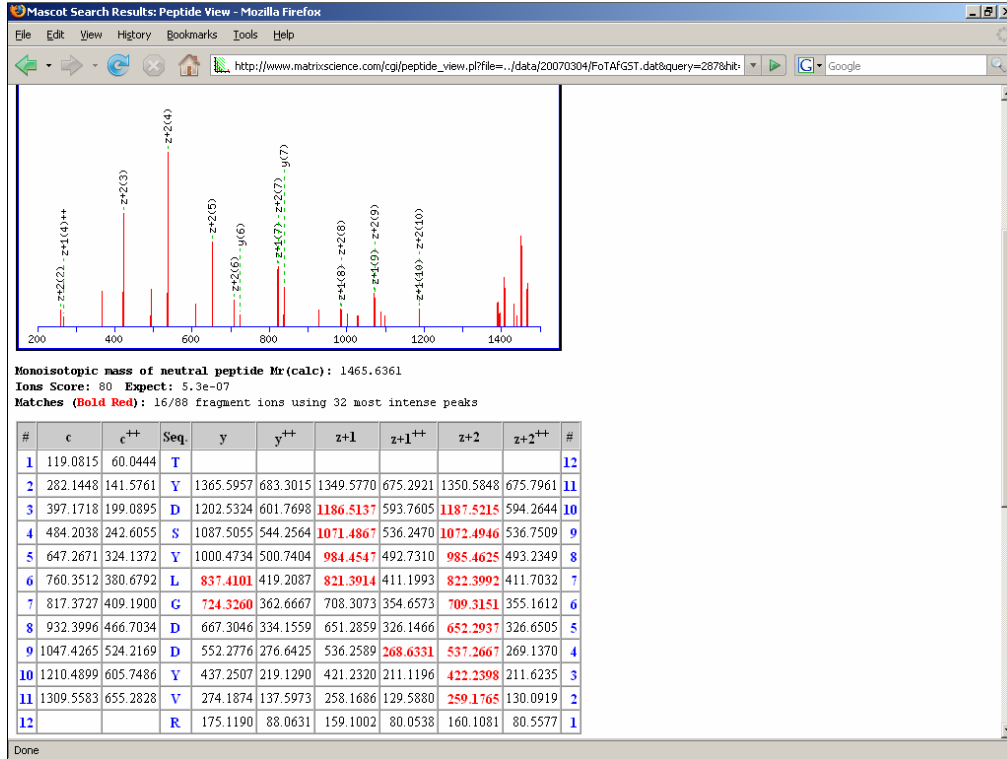 Mascot Search Results: Peptide View - Mozilla Firefox
File Edit View History Bookmarks Tools Help
http://www.matrixscience.com/cgi/peptide_view.pl?file=../data/20070304/FoTAfGST.dat&query=287&hit: Google
z+2(2) - z+1(4)++
z+2(3)
z+2(4)
z+2(5)
z+2(6) - y(6)
z+1(7) - z+2(7) - y(7)
z+1(8) - z+2(8)
z+1(9) - z+2(9)
z+1(10) - z+2(10)
200 400 600 800 1000 1200 1400
Monoisotopic mass of neutral peptide Mr(calc): 1465.6361
Ions Score: 80 Expect: 5.3e-07
Matches (Bold Red): 16/88 fragment ions using 32 most intense peaks
# c c++ Seq. y y++ z+1 z+1++ z+2 z+2++ #
1 119.0815 60.0444 T 12
2 282.1448 141.5761 Y 1365.5957 683.3015 1349.5770 675.2921 1350.5848 675.7961 11
3 397.1718 199.0895 D 1202.5324 601.7698 1186.5137 593.7605 1187.5215 594.2644 10
4 484.2038 242.6055 S 1087.5055 544.2564 1071.4867 536.2470 1072.4946 536.7509 9
5 647.2671 324.1372 Y 1000.4734 500.7404 984.4547 492.7310 985.4625 493.2349 8
6 760.3512 380.6792 L 837.4101 419.2087 821.3914 411.1993 822.3992 411.7032 7
7 817.3727 409.1900 G 724.3260 362.6667 708.3073 354.6573 709.3151 355.1612 6
8 932.3996 466.7034 D 667.3046 334.1559 651.2859 326.1466 652.2937 326.6505 5
9 1047.4265 524.2169 D 552.2776 276.6425 536.2589 268.6331 537.2667 269.1370 4
10 1210.4899 605.7486 Y 437.2507 219.1290 421.2320 211.1196 422.2398 211.6235 3
11 1309.5583 655.2828 V 274.1874 137.5973 258.1686 129.5880 259.1765 130.0919 2
12 R 175.1190 88.0631 159.1002 80.0538 160.1081 80.5577 1
Done